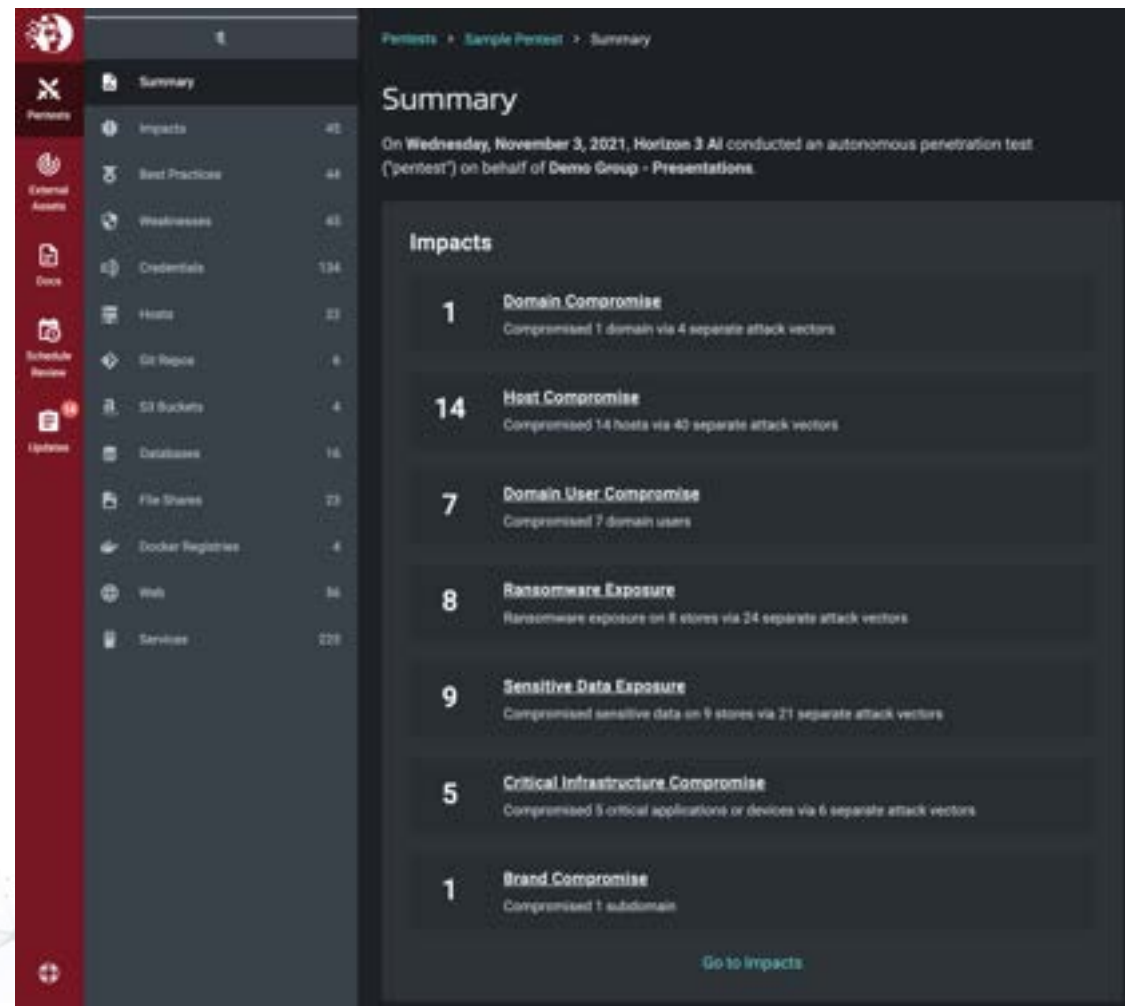 Pentests
External
Assets
Docs
Schedule
Review
Updates
Summary
Impacts 45
Best Practices 44
Weaknesses
Credentials 134
Hosts
Git Repos
S3 Buckets 4
Databases 16
File Shares 23
Docker Registries 4
Web
Services
Pentests > Sample Pentest > Summary
Summary
On Wednesday, November 3, 2021, Horizon 3 AI conducted an autonomous penetration test
("pentest") on behalf of Demo Group - Presentations.
Impacts
1 Domain Compromise
Compromised 1 domain via 4 separate attack vectors
14 Host Compromise
Compromised 14 hosts via 40 separate attack vectors
7 Domain User Compromise
Compromised 7 domain users
8 Ransomware Exposure
Ransomware exposure on 8 stores via 24 separate attack vectors
9 Sensitive Data Exposure
Compromised sensitive data on 9 stores via 21 separate attack vectors
5 Critical Infrastructure Compromise
Compromised 5 critical applications or devices via 6 separate attack vectors
1 Brand Compromise
Compromised 1 subdomain
Go to Impacts